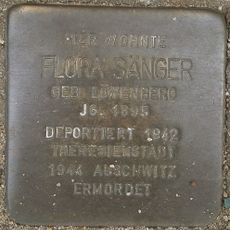 HIER WOHNTE
FLORA SÄNGER
GEB. LÖWENBERG
JG. 1895
DEPORTIERT 1942
THERESIENSTADT
1944 AUSCHWITZ
ERMORDET